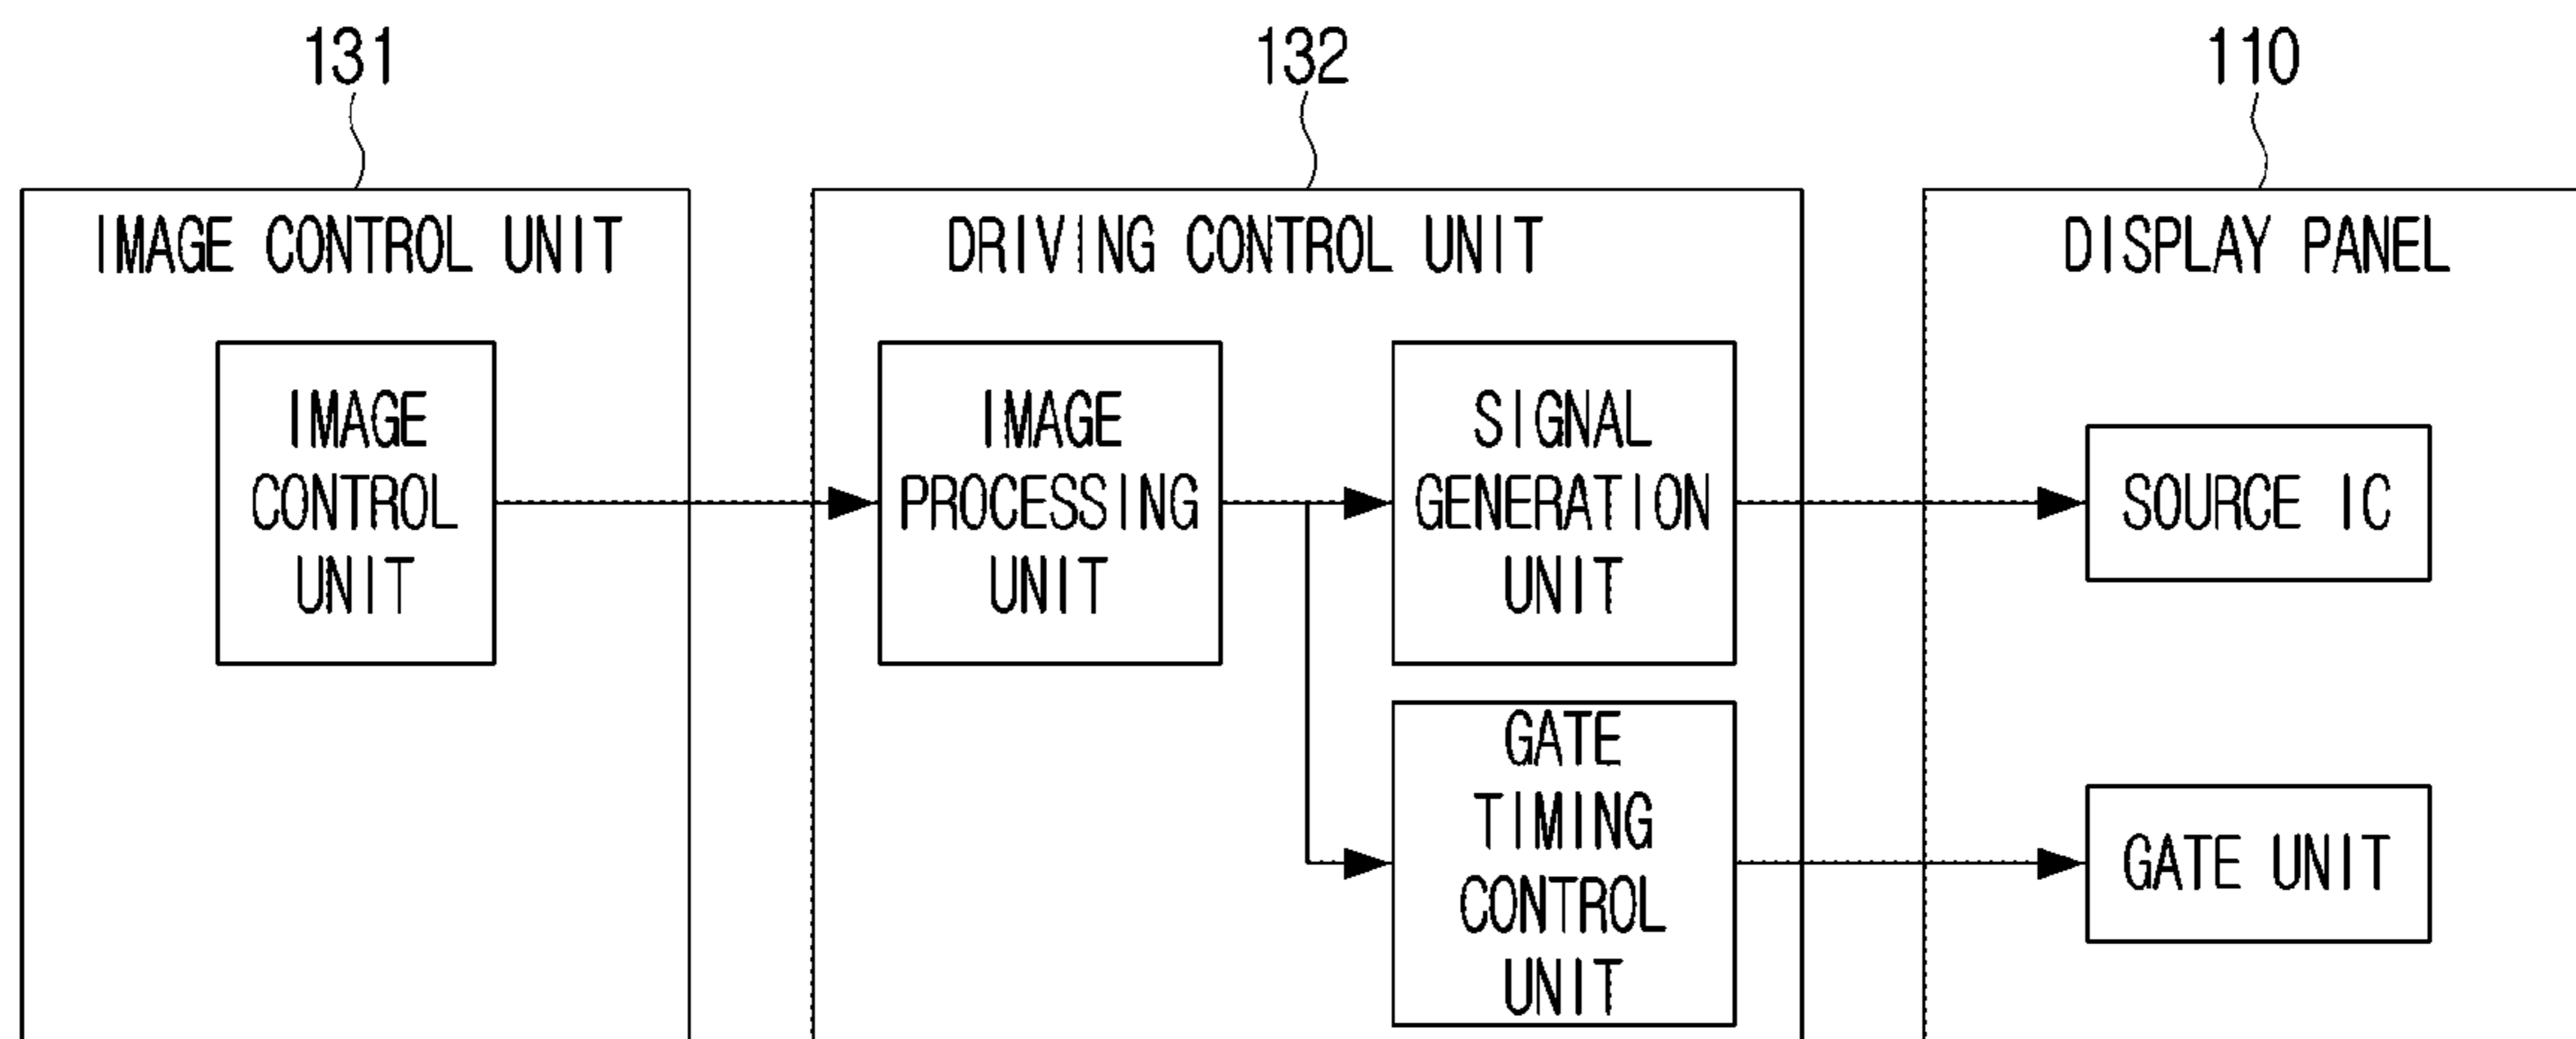 131
132
110
IMAGE CONTROL UNIT
DRIVING CONTROL UNIT
DISPLAY PANEL
IMAGE
CONTROL
UNIT
IMAGE
PROCESSING
UNIT
SIGNAL
GENERATION
UNIT
SOURCE IC
GATE
TIMING
CONTROL
UNIT
GATE UNIT